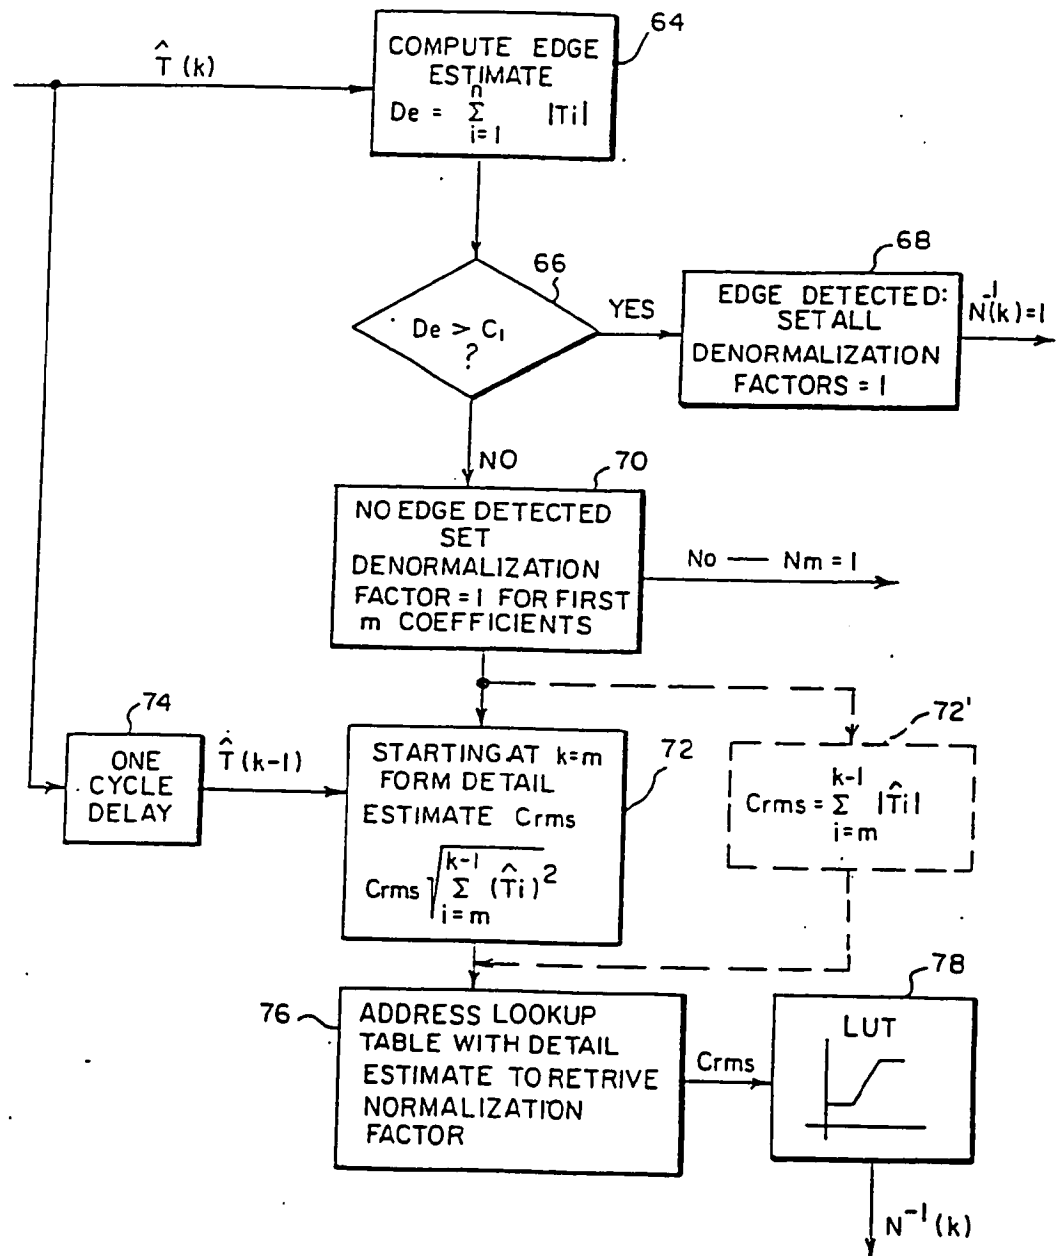 64
COMPUTE EDGE
ESTIMATE
De = Σ_{i=1}^{n} |Ti|
T̂(k)
66
De > C₁
?
YES
68
EDGE DETECTED:
SET ALL
DENORMALIZATION
FACTORS = 1
N⁻¹(k)=1
NO
70
NO EDGE DETECTED
SET
DENORMALIZATION
FACTOR = 1 FOR FIRST
m COEFFICIENTS
No — Nm = 1
74
ONE
CYCLE
DELAY
T̂(k-1)
72
STARTING AT k=m
FORM DETAIL
ESTIMATE Crms
Crms √(Σ_{i=m}^{k-1} (T̂i)²)
72'
Crms = Σ_{i=m}^{k-1} |T̂i|
76
ADDRESS LOOKUP
TABLE WITH DETAIL
ESTIMATE TO RETRIVE
NORMALIZATION
FACTOR
Crms
78
LUT
N⁻¹(k)